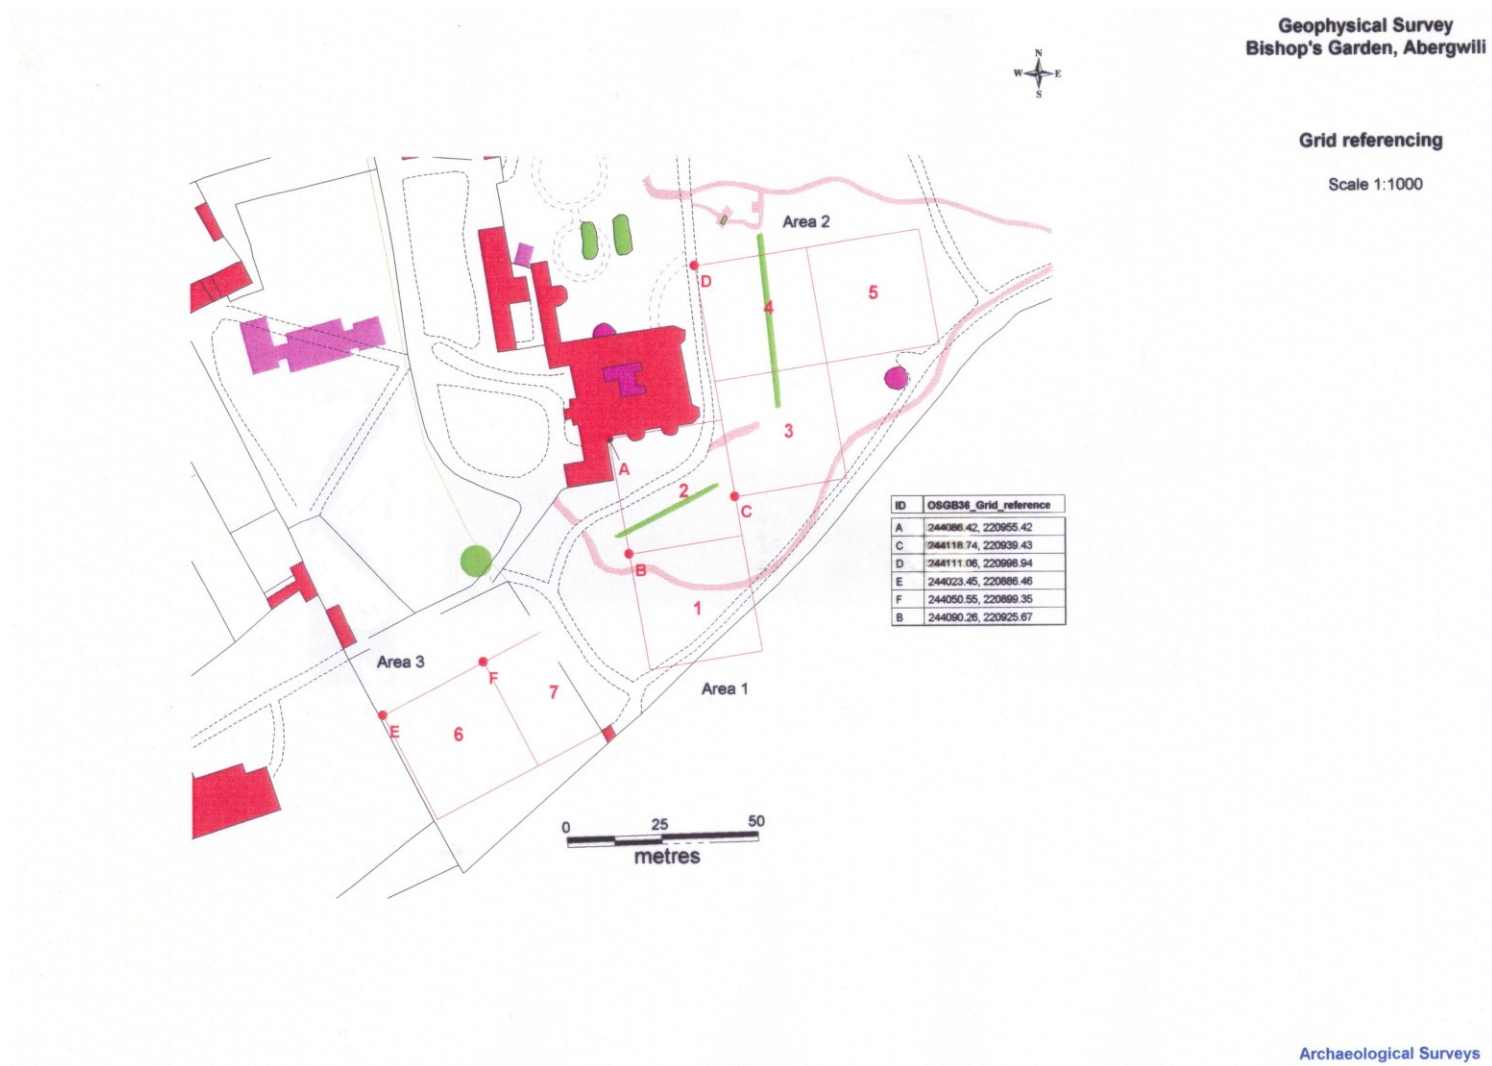 Geophysical Survey
Bishop's Garden, Abergwili
N
W E
S
Grid referencing
Scale 1:1000
Area 2
D
5
4
3
A
2
C
B
1
Area 3
F
7
Area 1
E
6
ID OSGB36_Grid_reference
A 244086.42, 220955.42
C 244118.74, 220939.43
D 244111.06, 220998.94
E 244023.45, 220886.46
F 244050.55, 220899.35
B 244090.26, 220925.67
0 25 50
metres
Archaeological Surveys